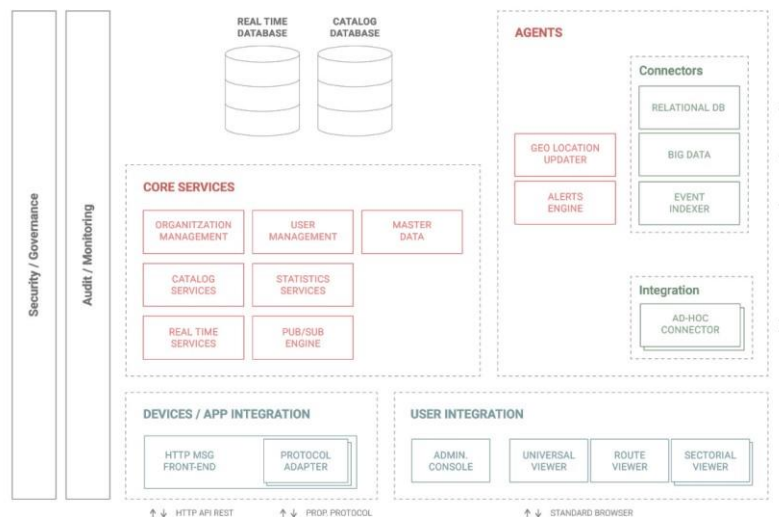 Security / Governance
Audit / Monitoring
REAL TIME
DATABASE
CATALOG
DATABASE
CORE SERVICES
ORGANITZATION
MANAGEMENT
USER
MANAGEMENT
MASTER
DATA
CATALOG
SERVICES
STATISTICS
SERVICES
REAL TIME
SERVICES
PUB/SUB
ENGINE
AGENTS
GEO LOCATION
UPDATER
ALERTS
ENGINE
Connectors
RELATIONAL DB
BIG DATA
EVENT
INDEXER
Integration
AD-HOC
CONNECTOR
DEVICES / APP INTEGRATION
HTTP MSG
FRONT-END
PROTOCOL
ADAPTER
HTTP API REST
PROP. PROTOCOL
USER INTEGRATION
ADMIN.
CONSOLE
UNIVERSAL
VIEWER
ROUTE
VIEWER
SECTORIAL
VIEWER
STANDARD BROWSER